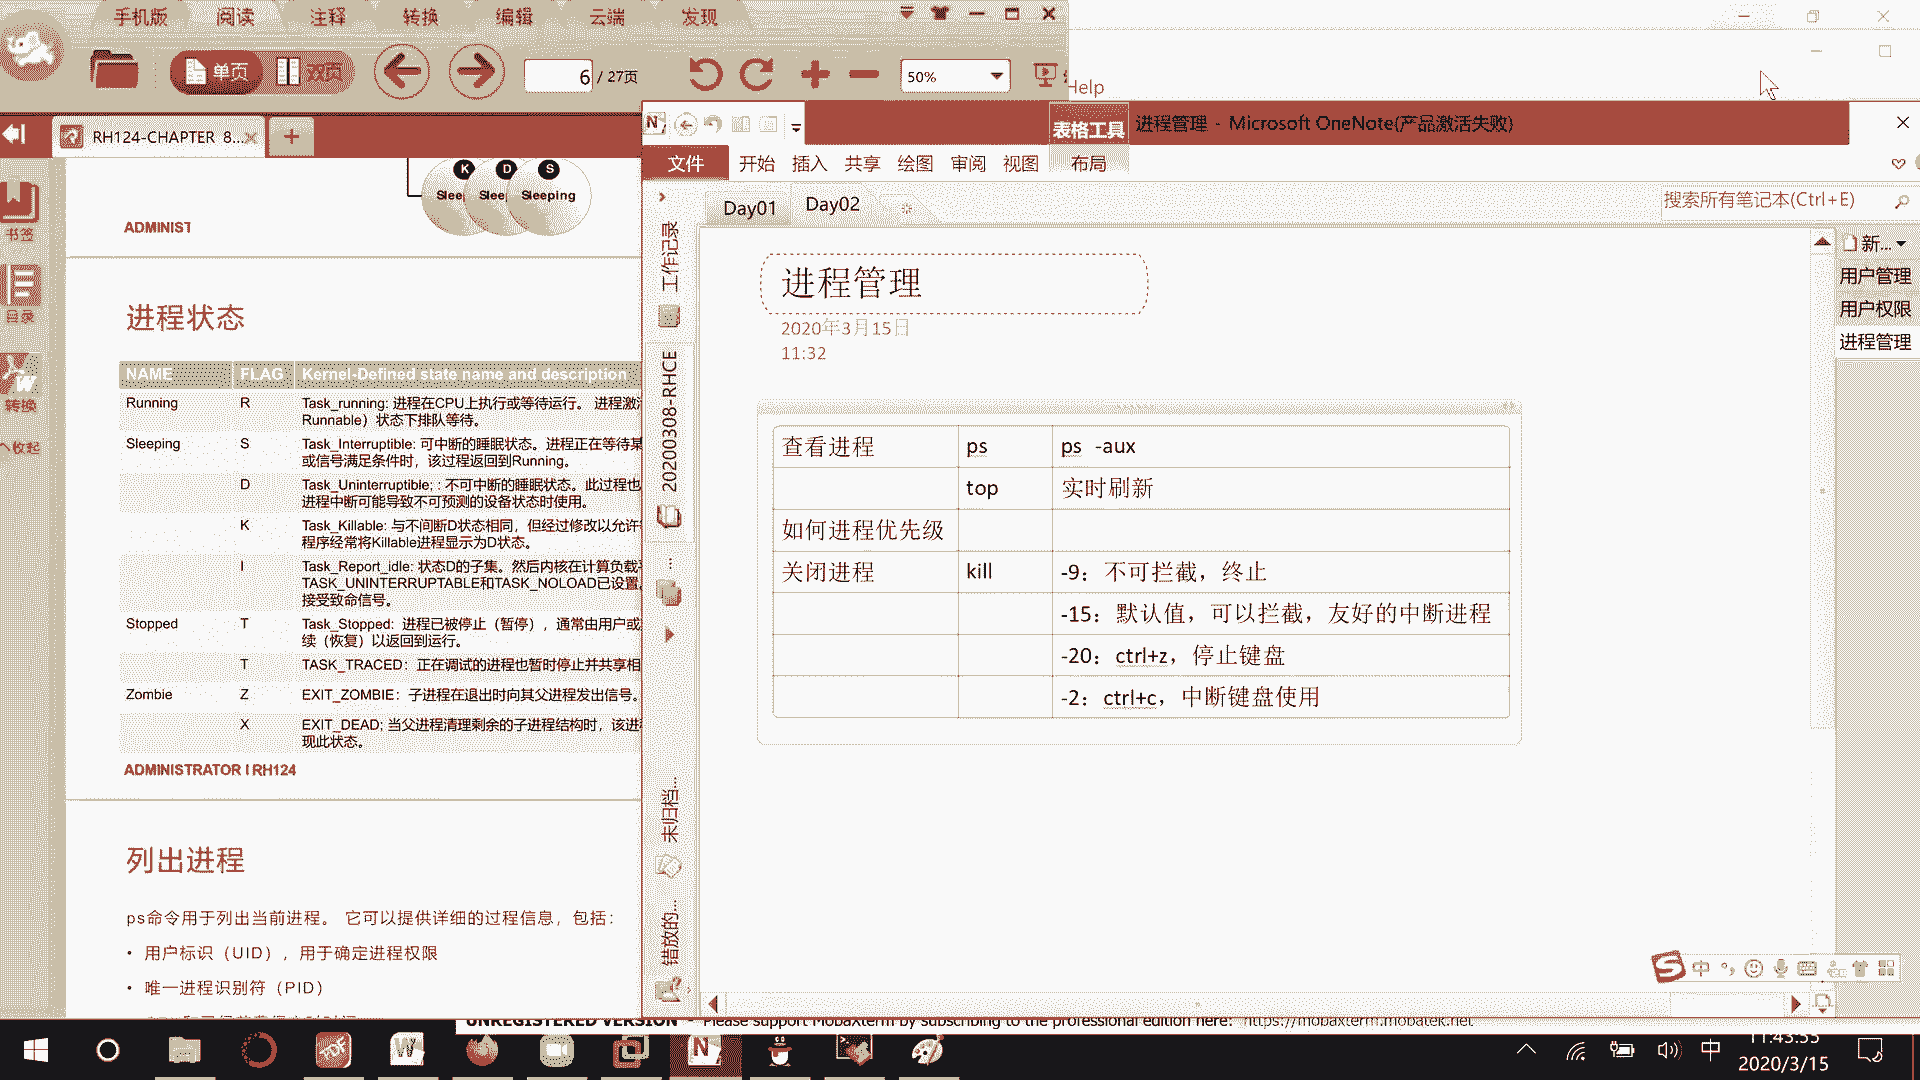 手机版 阅读 注释 转换 编辑 云端 发现
单页 双页 6 / 27页 50%
Help
RH124-CHAPTER 8...
书签
目录
转换
收起
K D S
Slee Slee Sleeping
ADMINIST
进程状态
NAME FLAG Kernel-Defined state name and description
Running R Task_running: 进程在CPU上执行或等待运行。 进程激
Runnable）状态下排队等待。
Sleeping S Task_Interruptible: 可中断的睡眠状态。进程正在等待某
或信号满足条件时，该过程返回到Running。
D Task_Uninterruptible; : 不可中断的睡眠状态。此过程也
进程中断可能导致不可预测的设备状态时使用。
K Task_Killable: 与不间断D状态相同，但经过修改以允许
程序经常将Killable进程显示为D状态。
I Task_Report_idle: 状态D的子集。然后内核在计算负载
TASK_UNINTERRUPTABLE和TASK_NOLOAD已设置。
接受致命信号。
Stopped T Task_Stopped: 进程已被停止（暂停），通常由用户或
续（恢复）以返回到运行。
T TASK_TRACED：正在调试的进程也暂时停止并共享相
Zombie Z EXIT_ZOMBIE：子进程在退出时向其父进程发出信号。
X EXIT_DEAD; 当父进程清理剩余的子进程结构时，该进
现此状态。
ADMINISTRATOR I RH124
列出进程
ps命令用于列出当前进程。 它可以提供详细的过程信息，包括：
• 用户标识（UID），用于确定进程权限
• 唯一进程识别符（PID）
表格工具 进程管理 - Microsoft OneNote(产品激活失败)
文件 开始 插入 共享 绘图 审阅 视图 布局
Day01 Day02
搜索所有笔记本(Ctrl+E)
工作记录
20200308-RHCE
未归档...
错放的...
新...
用户管理
用户权限
进程管理
进程管理
2020年3月15日
11:32
查看进程 ps ps -aux
top 实时刷新
如何进程优先级
关闭进程 kill -9：不可拦截，终止
-15：默认值，可以拦截，友好的中断进程
-20：ctrl+z，停止键盘
-2：ctrl+c，中断键盘使用
中
UNREGISTERED VERSION - Please support MobaXterm by subscribing to the professional edition here: https://mobaxterm.mobatek.net
中
11:43:55
2020/3/15